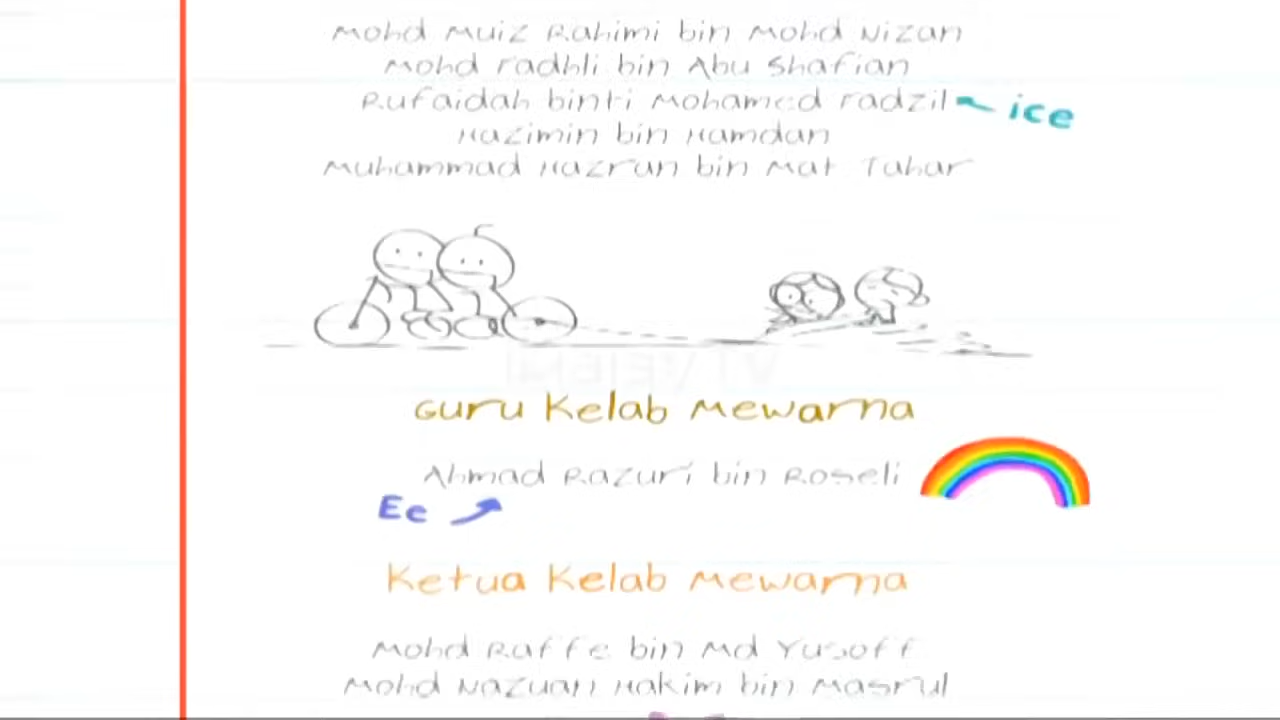 Mohd Muiz Rahimi bin Mohd Nizan
Mohd Fadhli bin Abu Shafian
Rufaidah binti Mohamed Fadzil
ice
Hazimin bin Hamdan
Muhammad Hazran bin Mat Tahar
Guru Kelab Mewarna
Ahmad Razuri bin Roseli
Ee
Ketua Kelab Mewarna
Mohd Raffe bin Md Yusoff
Mohd Nazuan Hakim bin Masrul